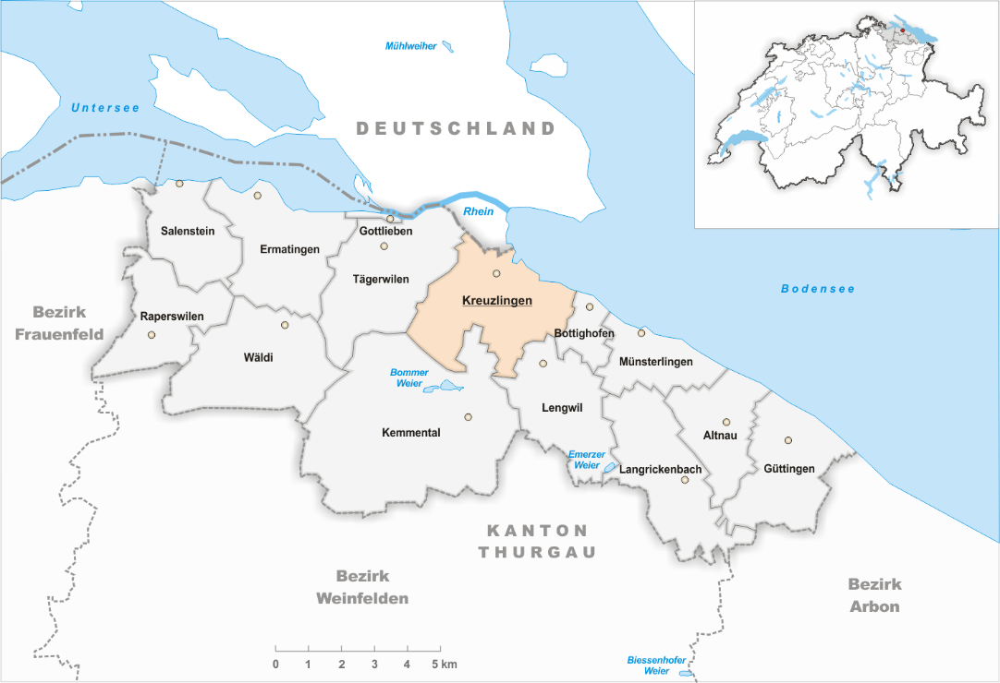 Mühlweiher
Untersee
DEUTSCHLAND
Rhein
Gottlieben
Salenstein
Ermatingen
Tägerwilen
Bodensee
Kreuzlingen
Bezirk
Frauenfeld
Raperswilen
Bottighofen
Wäldi
Münsterlingen
Bommer
Weier
Lengwil
Kemmental
Altnau
Emerzer
Weier
Langrickenbach
Güttingen
KANTON
THURGAU
Bezirk
Weinfelden
Bezirk
Arbon
0 1 2 3 4 5 km
Biessenhofer
Weier